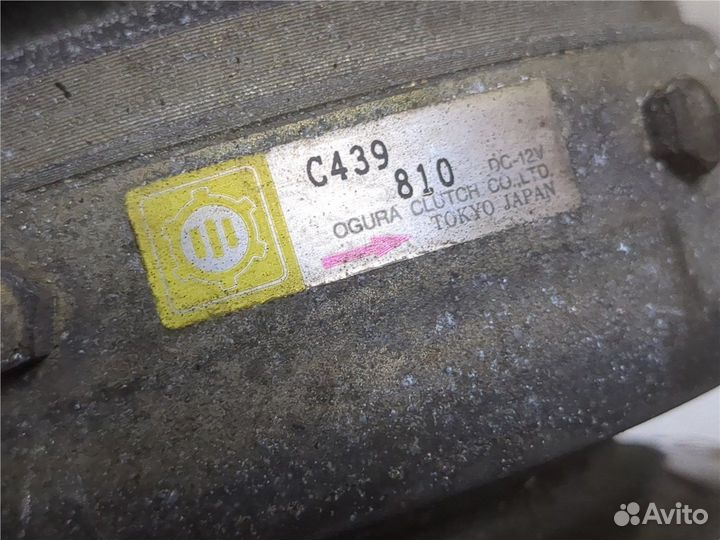 C439
810 DC-12V
OGURA CLUTCH CO.,LTD.
TOKYO JAPAN
Avito